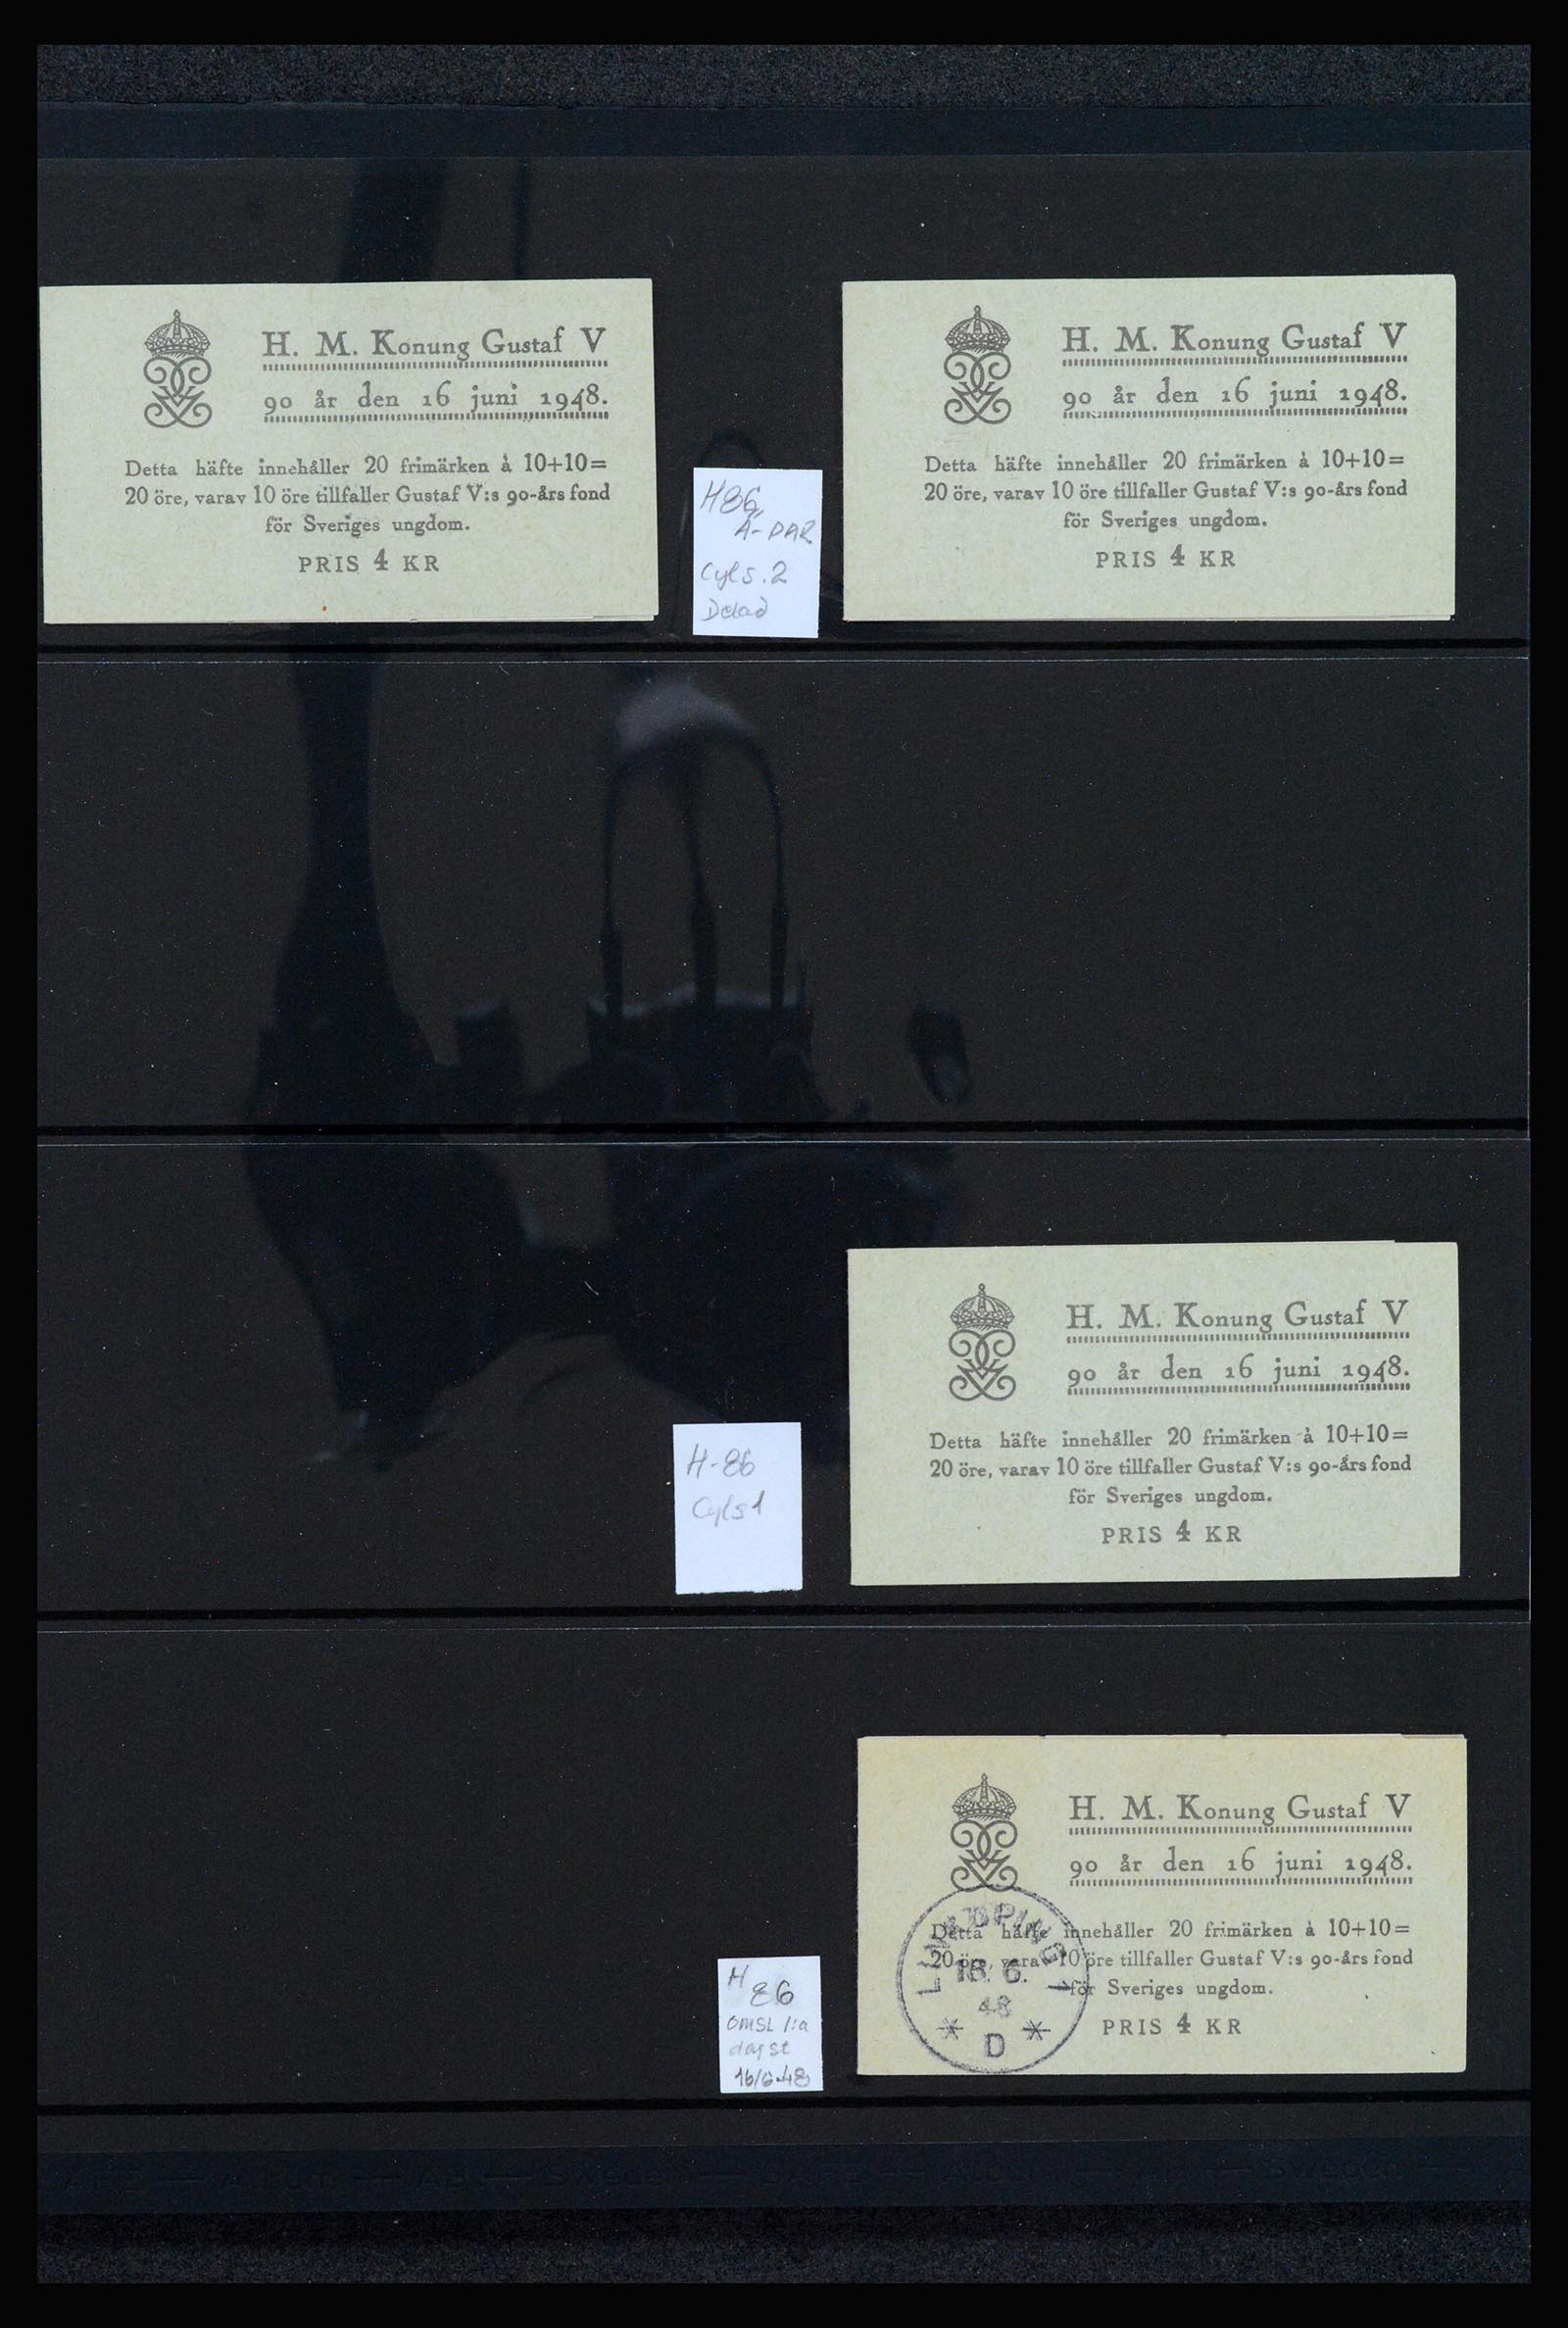 H. M. Konung Gustaf V
90 år den 16 juni 1948.
Detta häfte innehåller 20 frimärken à 10+10=
20 öre, varav 10 öre tillfaller Gustaf V:s 90-års fond
för Sveriges ungdom.
PRIS 4 KR
H86
Å-PAR
Cyls.2
Delad
H. M. Konung Gustaf V
90 år den 16 juni 1948.
Detta häfte innehåller 20 frimärken à 10+10=
20 öre, varav 10 öre tillfaller Gustaf V:s 90-års fond
för Sveriges ungdom.
PRIS 4 KR
H-86
Cyls1
H. M. Konung Gustaf V
90 år den 16 juni 1948.
Detta häfte innehåller 20 frimärken à 10+10=
20 öre, varav 10 öre tillfaller Gustaf V:s 90-års fond
för Sveriges ungdom.
PRIS 4 KR
H 86
OMSL 1:a
dag st
16/6-48
H. M. Konung Gustaf V
90 år den 16 juni 1948.
Detta häfte innehåller 20 frimärken à 10+10=
20 öre, varav 10 öre tillfaller Gustaf V:s 90-års fond
för Sveriges ungdom.
PRIS 4 KR
LINKÖPING 1
16. 6.
48
* D *